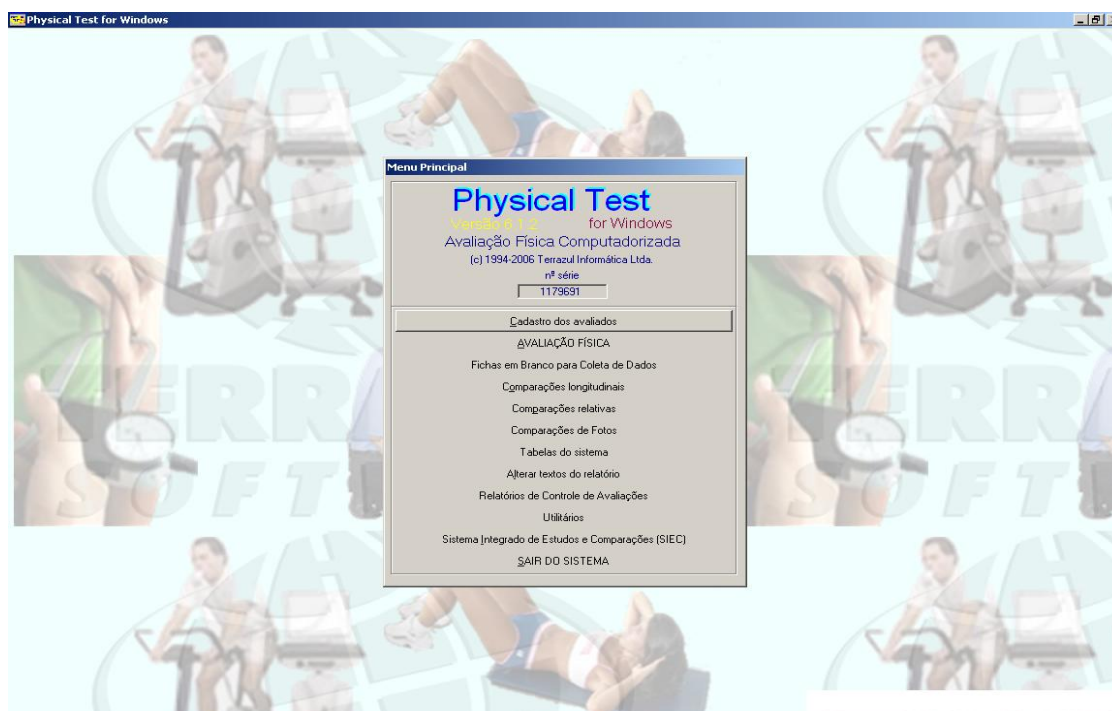 Physical Test for Windows
Menu Principal
Physical Test
Versão 6.1.2 for Windows
Avaliação Física Computadorizada
(c) 1994-2006 Terrazul Informática Ltda.
nº série
1179691
Cadastro dos avaliados
AVALIAÇÃO FÍSICA
Fichas em Branco para Coleta de Dados
Comparações longitudinais
Comparações relativas
Comparações de Fotos
Tabelas do sistema
Alterar textos do relatório
Relatórios de Controle de Avaliações
Utilitários
Sistema Integrado de Estudos e Comparações (SIEC)
SAIR DO SISTEMA